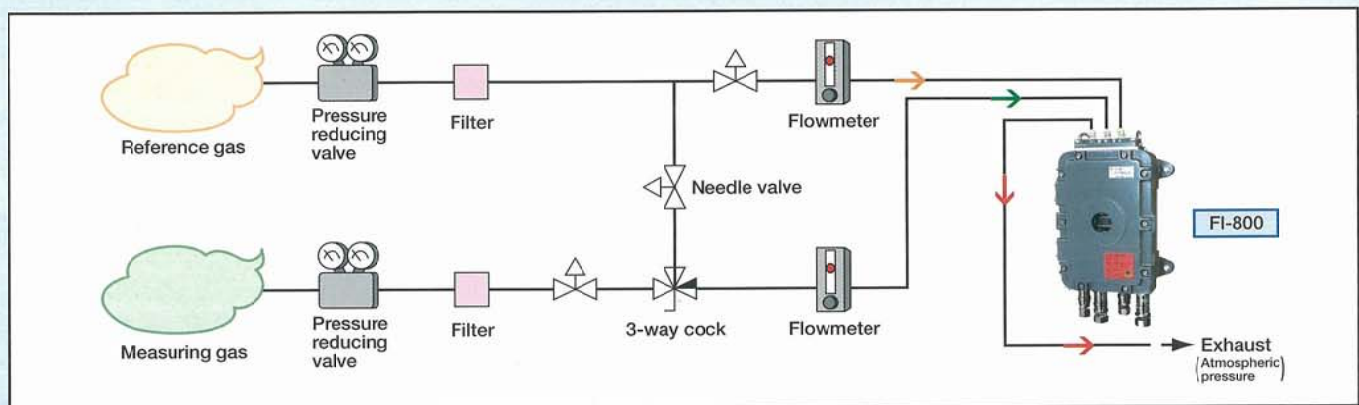 Reference gas
Pressure
reducing
valve
Filter
Flowmeter
Needle valve
FI-800
Measuring gas
Pressure
reducing
valve
Filter
3-way cock
Flowmeter
Exhaust
(Atmospheric
pressure)